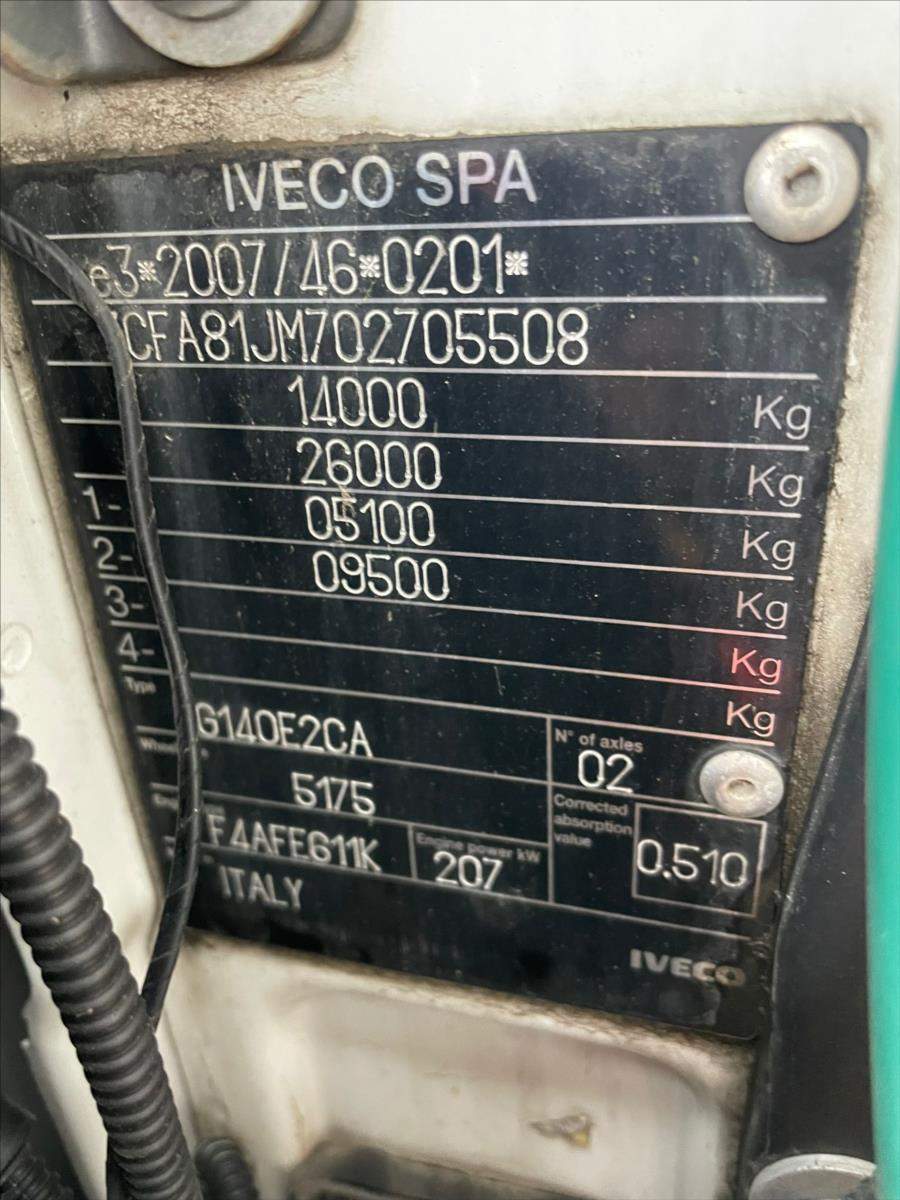 IVECO SPA
e3*2007/46*0201*
CFA81JM702705508
14000 Kg
26000 Kg
1- 05100 Kg
2- 09500 Kg
3- Kg
4- Kg
Type G140E2CA
N° of axles 02
5175
Corrected absorption value 0.510
F4AFE611K
Engine power kW 207
ITALY
IVECO